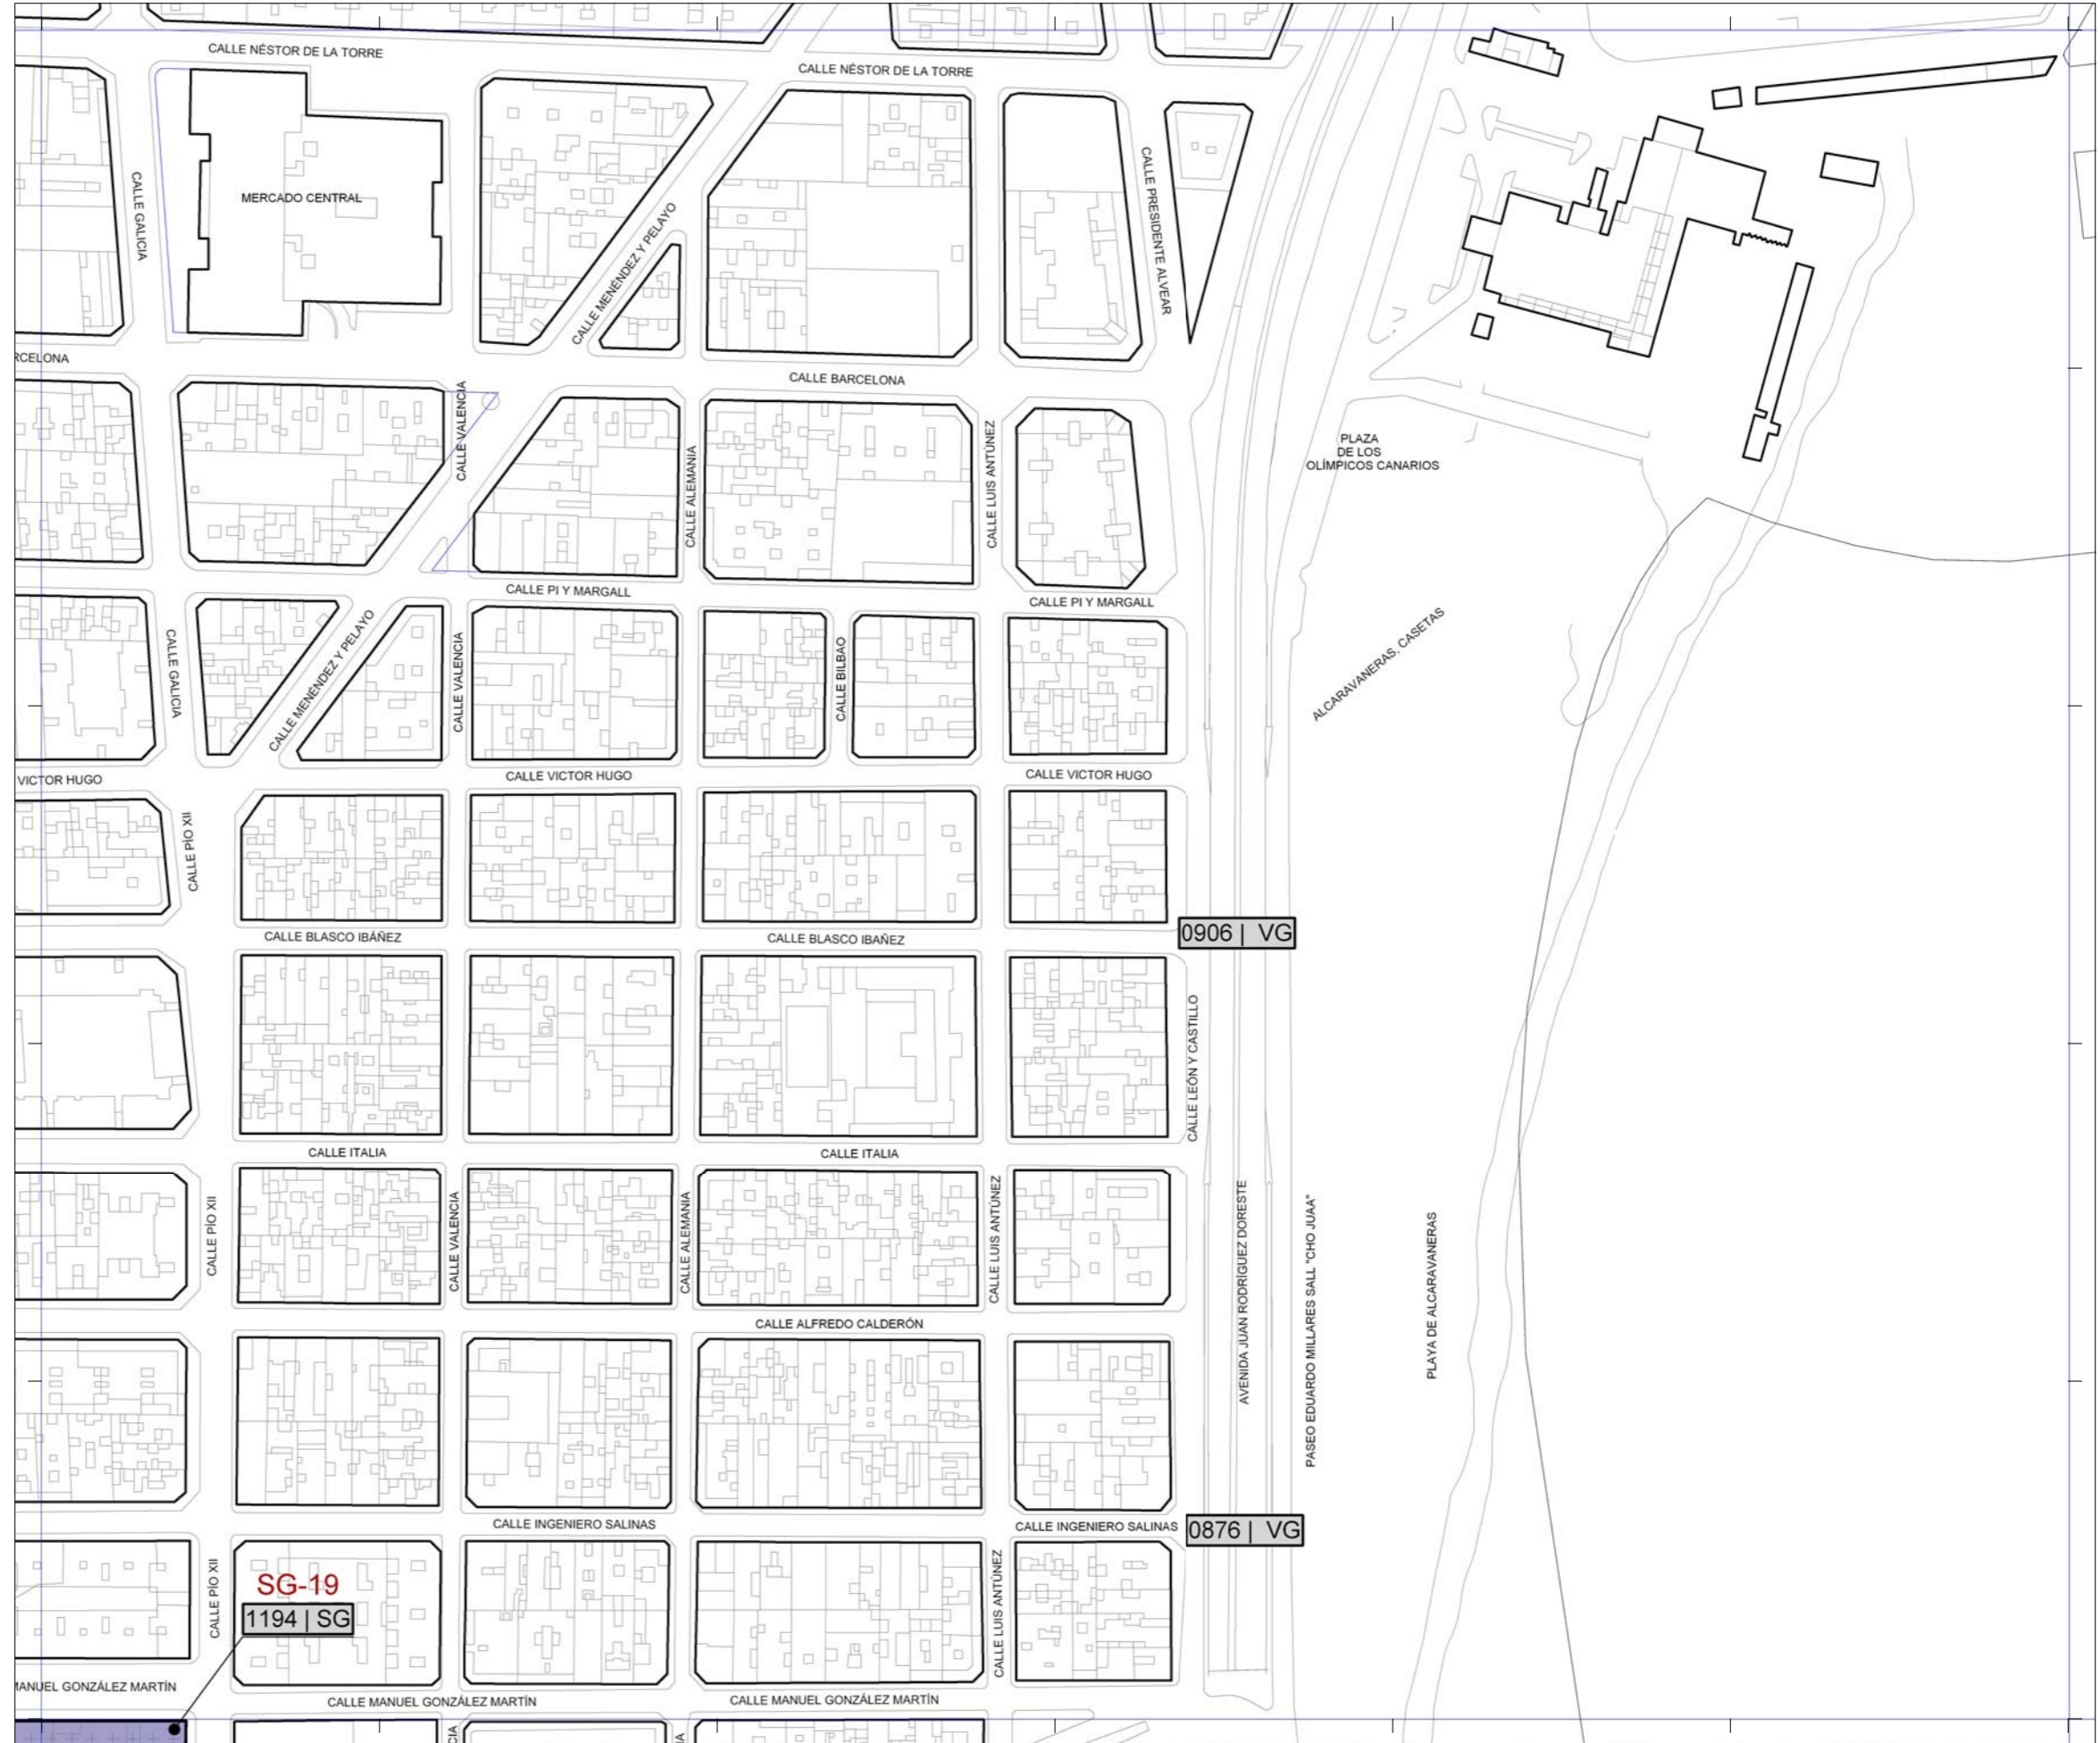 CALLE NÉSTOR DE LA TORRE
CALLE NÉSTOR DE LA TORRE
CALLE GALICIA
MERCADO CENTRAL
CALLE MENÉNDEZ Y PELAYO
CALLE PRESIDENTE ALVEAR
RCELONA
CALLE BARCELONA
CALLE VALENCIA
CALLE ALEMANIA
CALLE LUIS ANTÚNEZ
PLAZA
DE LOS
OLÍMPICOS CANARIOS
CALLE PI Y MARGALL
CALLE PI Y MARGALL
CALLE GALICIA
CALLE MENÉNDEZ Y PELAYO
CALLE VALENCIA
CALLE BILBAO
ALCARAVANERAS, CASETAS
VICTOR HUGO
CALLE VICTOR HUGO
CALLE VICTOR HUGO
CALLE PÍO XII
CALLE BLASCO IBÁÑEZ
CALLE BLASCO IBAÑEZ
0906 | VG
CALLE LEÓN Y CASTILLO
CALLE ITALIA
CALLE ITALIA
CALLE PÍO XII
CALLE VALENCIA
CALLE ALEMANIA
CALLE LUIS ANTÚNEZ
AVENIDA JUAN RODRÍGUEZ DORESTE
PASEO EDUARDO MILLARES SALL "CHO JUAA"
PLAYA DE ALCARAVANERAS
CALLE ALFREDO CALDERÓN
CALLE INGENIERO SALINAS
CALLE INGENIERO SALINAS
0876 | VG
CALLE PÍO XII
SG-19
1194 | SG
CALLE LUIS ANTÚNEZ
MANUEL GONZÁLEZ MARTÍN
CALLE MANUEL GONZÁLEZ MARTÍN
CALLE MANUEL GONZÁLEZ MARTÍN